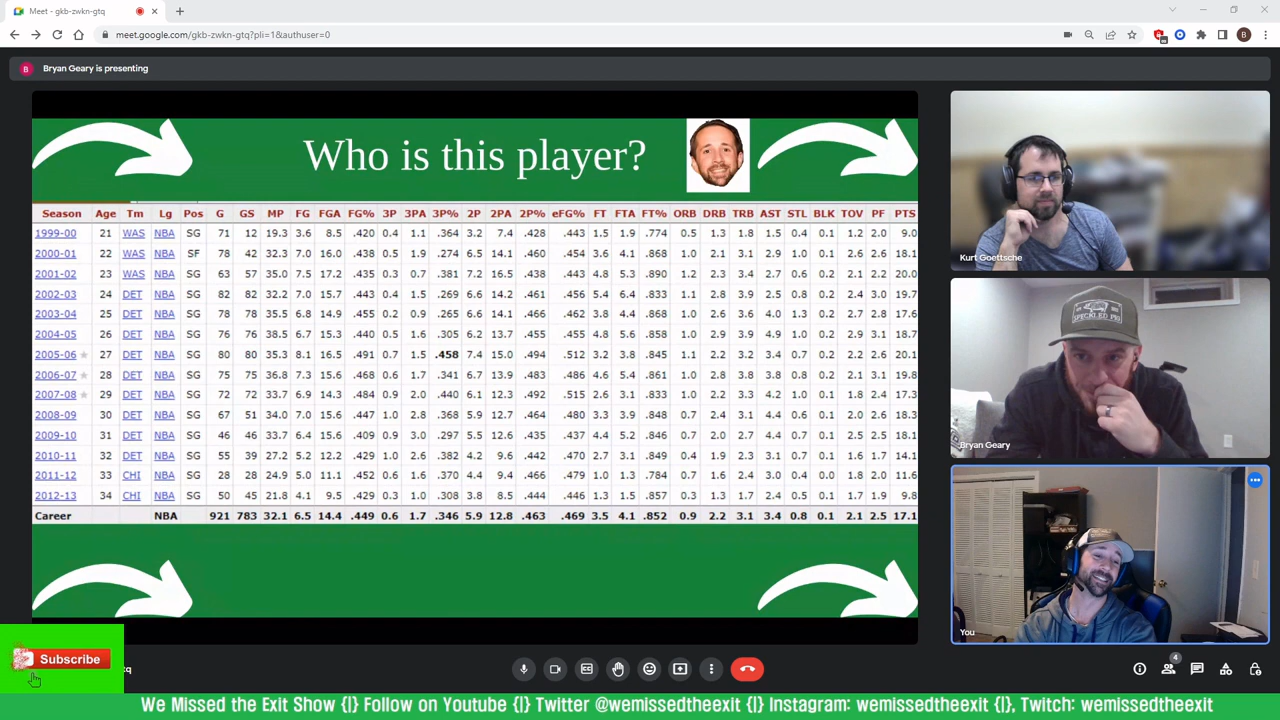 Meet - gkb-zwkn-gtq
meet.google.com/gkb-zwkn-gtq?pli=1&authuser=0
B
B
Bryan Geary is presenting
Who is this player?
Season Age Tm Lg Pos G GS MP FG FGA FG% 3P 3PA 3P% 2P 2PA 2P% eFG% FT FTA FT% ORB DRB TRB AST STL BLK TOV PF PTS
1999-00 21 WAS NBA SG 71 12 19.3 3.6 8.4 .420 0.4 1.1 .364 3.2 7.4 .428 .443 1.5 1.9 .774 0.5 1.3 1.8 1.5 0.4 0.1 1.2 2.0 9.0
2000-01 22 WAS NBA SF 78 42 32.3 7.0 16.0 .438 0.5 1.9 .274 6.5 14.1 .460 .454 3.6 4.1 .868 1.0 2.1 3.1 2.9 1.0 0.1 2.6 2.6 18.1
2001-02 23 WAS NBA SG 63 57 35.0 7.5 17.2 .435 0.3 0.7 .381 7.2 16.5 .438 .443 4.8 5.3 .890 1.2 2.3 3.4 2.7 0.6 0.2 2.1 2.2 20.0
2002-03 24 DET NBA SG 82 82 32.2 7.0 15.7 .443 0.4 1.5 .269 6.6 14.2 .461 .456 5.4 6.4 .833 1.1 2.8 3.9 2.5 0.8 0.2 2.4 3.0 19.7
2003-04 25 DET NBA SG 78 78 35.5 6.8 14.9 .455 0.3 0.9 .265 6.6 14.0 .466 .462 3.8 4.4 .868 1.0 2.6 3.6 4.0 1.3 0.2 2.7 2.8 17.6
2004-05 26 DET NBA SG 76 76 38.5 6.7 15.3 .440 0.5 1.6 .305 6.2 13.7 .455 .455 4.8 5.6 .858 1.0 2.9 3.9 4.9 1.0 0.2 2.9 3.1 18.7
2005-06 27 DET NBA SG 80 80 35.3 8.1 16.5 .491 0.7 1.5 .458 7.4 15.0 .494 .512 3.2 3.8 .845 1.1 2.2 3.2 3.4 0.7 0.2 2.2 2.6 20.1
2006-07 28 DET NBA SG 75 75 36.8 7.3 15.6 .468 0.6 1.7 .341 6.7 13.9 .483 .486 4.6 5.4 .861 1.0 2.8 3.8 3.8 0.8 0.2 2.1 3.1 19.8
2007-08 29 DET NBA SG 72 72 33.7 6.9 14.3 .484 0.9 2.0 .440 6.1 12.3 .492 .515 2.6 3.1 .833 1.0 2.2 3.3 4.2 1.0 0.1 1.8 2.4 17.3
2008-09 30 DET NBA SG 67 51 34.0 7.0 15.6 .447 1.0 2.8 .368 5.9 12.7 .464 .480 3.3 3.9 .848 0.7 2.4 3.1 4.4 0.6 0.1 2.0 2.6 18.3
2009-10 31 DET NBA SG 46 46 33.7 6.4 15.6 .409 0.9 3.0 .297 5.5 12.6 .435 .437 4.4 5.2 .846 0.7 2.0 2.7 4.4 0.7 0.1 2.5 2.5 18.1
2010-11 32 DET NBA SG 55 39 DET 12.2 .420 1.0 2.6 .382 4.2 9.6 .442 .470 2.7 3.1 .849 0.4 1.9 2.3 3.1 0.7 0.1 1.6 1.7 14.1
2011-12 33 CHI NBA SG 28 28 24.9 5.0 11.1 .452 0.6 1.6 .370 4.4 9.4 .466 .479 1.0 1.3 .784 0.7 1.6 2.4 3.0 0.4 0.0 1.8 2.0 11.6
2012-13 34 CHI NBA SG 50 45 21.8 4.1 9.5 .429 0.3 1.0 .308 3.8 8.5 .444 .446 1.3 1.5 .857 0.3 1.3 1.7 2.4 0.5 0.1 1.7 1.9 9.8
Career NBA 921 783 32.1 6.5 14.4 .449 0.6 1.7 .346 5.9 12.8 .463 .469 3.5 4.1 .852 0.9 2.2 3.1 3.4 0.8 0.1 2.1 2.5 17.1
Kurt Goettsche
SPECKLED PIG
Bryan Geary
You
Subscribe
4
We Missed the Exit Show {|} Follow on Youtube {|} Twitter @wemissedtheexit {|} Instagram: wemissedtheexit {|}, Twitch: wemissedtheexit